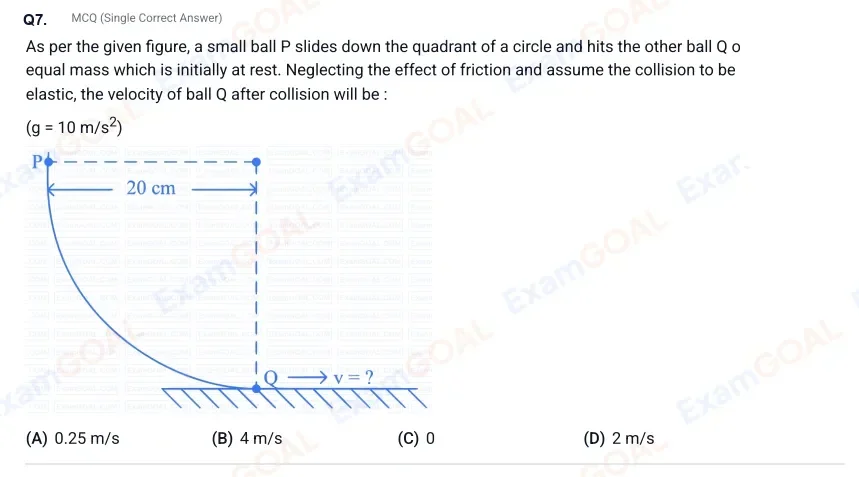 Q7. MCQ (Single Correct Answer)
As per the given figure, a small ball P slides down the quadrant of a circle and hits the other ball Q o
equal mass which is initially at rest. Neglecting the effect of friction and assume the collision to be
elastic, the velocity of ball Q after collision will be :
(g = 10 m/s²)
P
20 cm
Q → v = ?
(A) 0.25 m/s (B) 4 m/s (C) 0 (D) 2 m/s
ExamGOAL